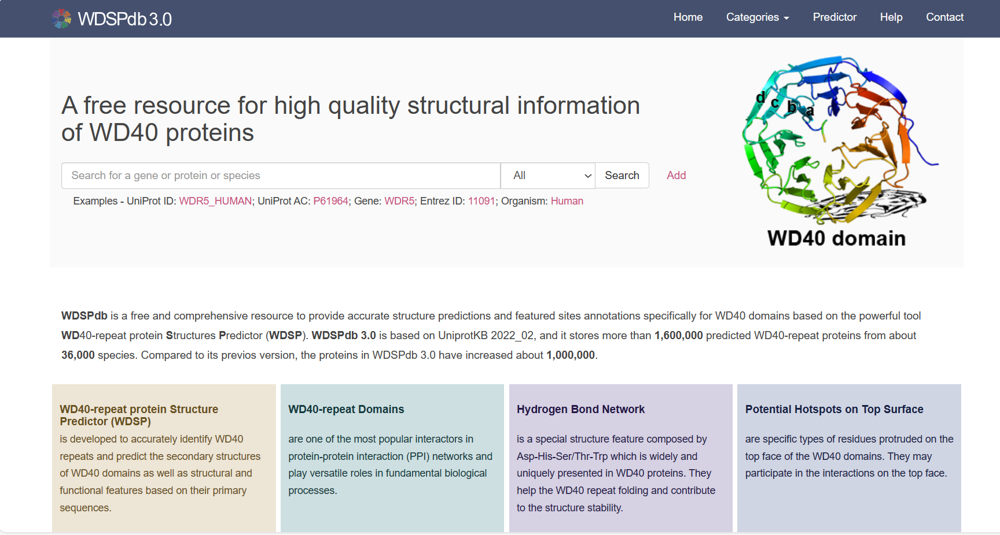 WDSPdb 3.0
Home
Categories
Predictor
Help
Contact
A free resource for high quality structural information
of WD40 proteins
Search for a gene or protein or species
All
Search
Add
Examples - UniProt ID: WDR5_HUMAN; UniProt AC: P61964; Gene: WDR5; Entrez ID: 11091; Organism: Human
d c b a
WD40 domain
WDSPdb is a free and comprehensive resource to provide accurate structure predictions and featured sites annotations specifically for WD40 domains based on the powerful tool
WD40-repeat protein Structures Predictor (WDSP). WDSPdb 3.0 is based on UniprotKB 2022_02, and it stores more than 1,600,000 predicted WD40-repeat proteins from about
36,000 species. Compared to its previos version, the proteins in WDSPdb 3.0 have increased about 1,000,000.
WD40-repeat protein Structure
Predictor (WDSP)
is developed to accurately identify WD40
repeats and predict the secondary structures
of WD40 domains as well as structural and
functional features based on their primary
sequences.
WD40-repeat Domains
are one of the most popular interactors in
protein-protein interaction (PPI) networks and
play versatile roles in fundamental biological
processes.
Hydrogen Bond Network
is a special structure feature composed by
Asp-His-Ser/Thr-Trp which is widely and
uniquely presented in WD40 proteins. They
help the WD40 repeat folding and contribute
to the structure stability.
Potential Hotspots on Top Surface
are specific types of residues protruded on the
top face of the WD40 domains. They may
participate in the interactions on the top face.